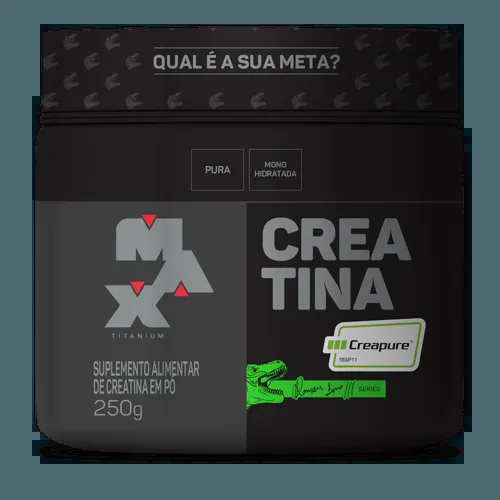 QUAL É A SUA META?
PURA
MONO
HIDRATADA
MAX
TITANIUM
CREA
TINA
Creapure®
18SP11
SUPLEMENTO ALIMENTAR
DE CREATINA EM PÓ
250g
SERIES